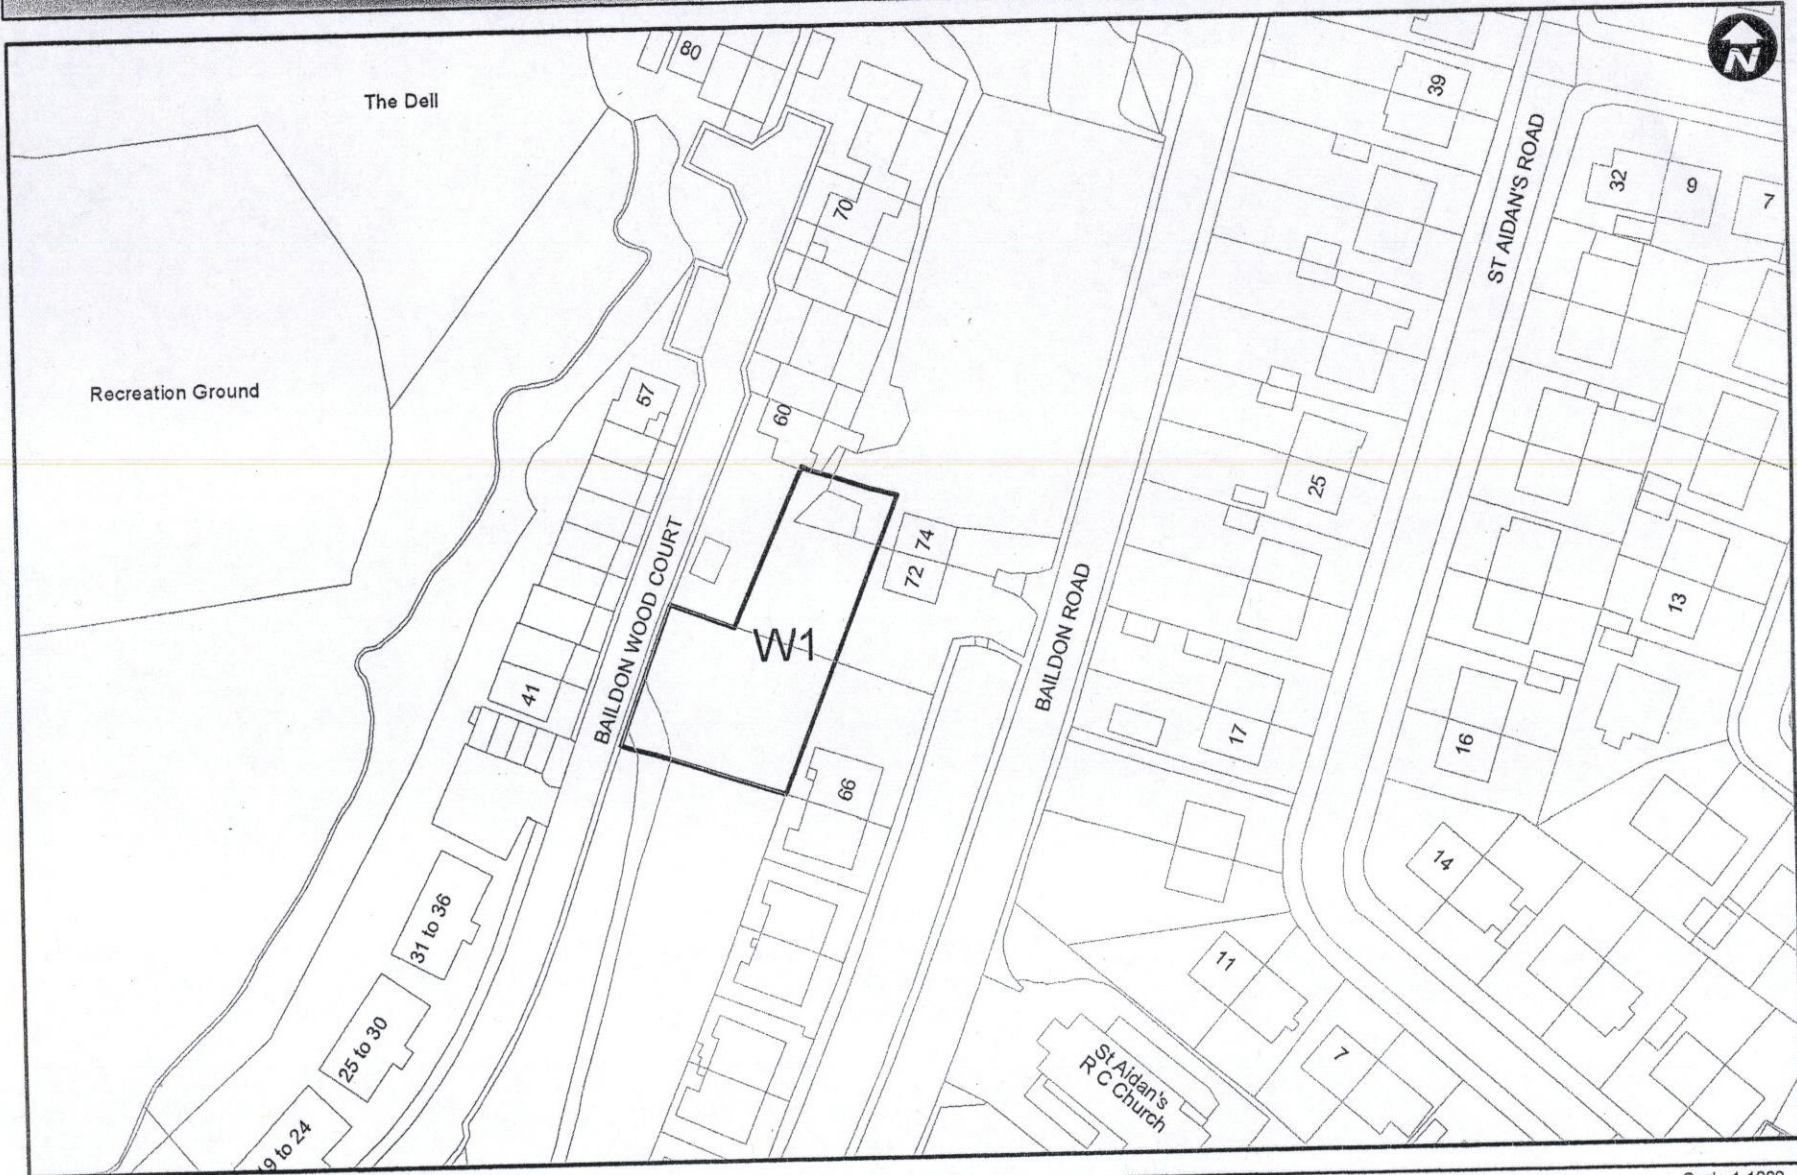 80
The Dell
39
N
ST AIDAN'S ROAD
32
9
7
70
Recreation Ground
57
60
25
BAILDON WOOD COURT
74
72
BAILDON ROAD
13
W1
41
17
16
66
14
31 to 36
11
25 to 30
7
St Aidan's
R C Church
9 to 24